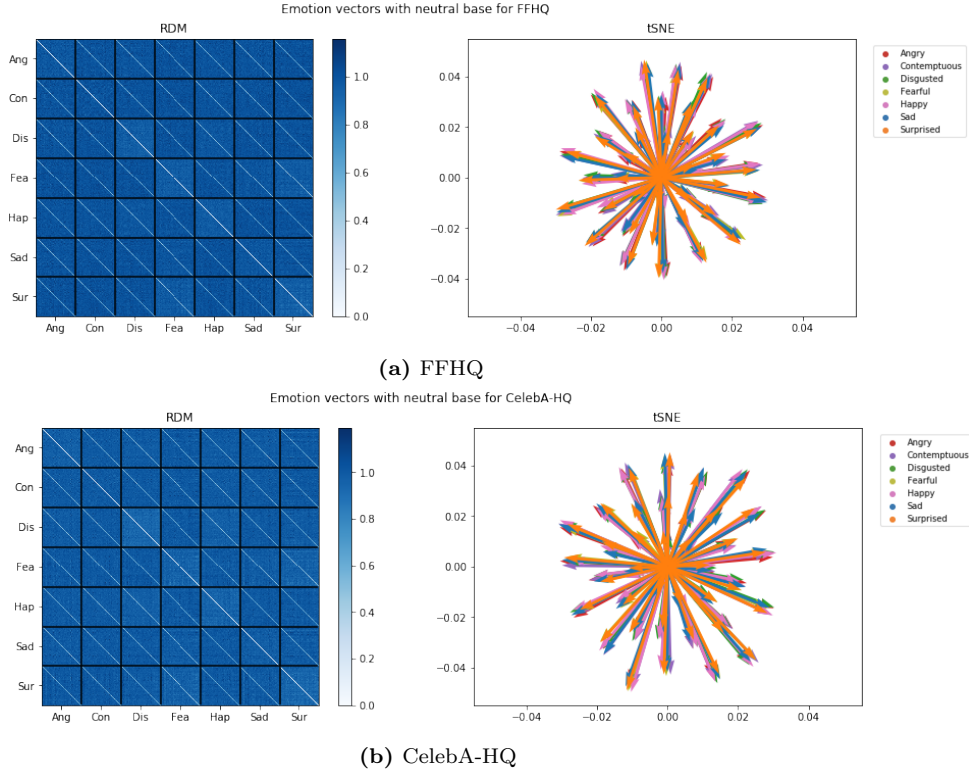 Emotion vectors with neutral base for FFHQ
RDM
tSNE
Ang
Con
Dis
Fea
Hap
Sad
Sur
Ang Con Dis Fea Hap Sad Sur
1.0
0.8
0.6
0.4
0.2
0.0
0.04
0.02
0.00
−0.02
−0.04
−0.04 −0.02 0.00 0.02 0.04
Angry
Contemptuous
Disgusted
Fearful
Happy
Sad
Surprised
(a) FFHQ
Emotion vectors with neutral base for CelebA-HQ
RDM
tSNE
Ang
Con
Dis
Fea
Hap
Sad
Sur
Ang Con Dis Fea Hap Sad Sur
1.0
0.8
0.6
0.4
0.2
0.0
0.04
0.02
0.00
−0.02
−0.04
−0.04 −0.02 0.00 0.02 0.04
Angry
Contemptuous
Disgusted
Fearful
Happy
Sad
Surprised
(b) CelebA-HQ